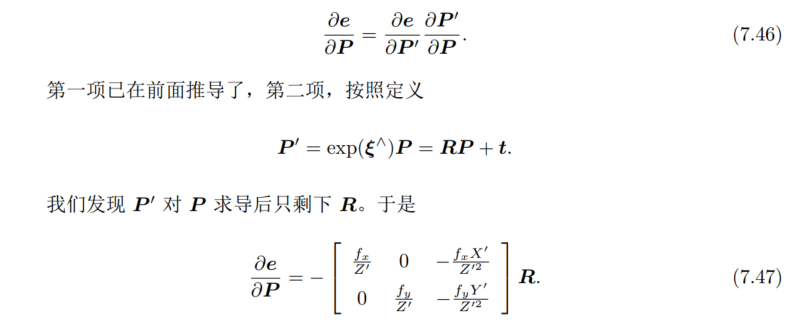 $$\frac{\partial \boldsymbol{e}}{\partial \boldsymbol{P}} = \frac{\partial \boldsymbol{e}}{\partial \boldsymbol{P}'} \frac{\partial \boldsymbol{P}'}{\partial \boldsymbol{P}}. \quad (7.46)$$
第一项已在前面推导了，第二项，按照定义
$$\boldsymbol{P}' = \exp(\boldsymbol{\xi}^{\wedge})\boldsymbol{P} = \boldsymbol{R}\boldsymbol{P} + \boldsymbol{t}.$$
我们发现 $\boldsymbol{P}'$ 对 $\boldsymbol{P}$ 求导后只剩下 $\boldsymbol{R}$。于是
$$\frac{\partial \boldsymbol{e}}{\partial \boldsymbol{P}} = - \begin{bmatrix} \frac{f_x}{Z'} & 0 & -\frac{f_x X'}{Z'^2} \\ 0 & \frac{f_y}{Z'} & -\frac{f_y Y'}{Z'^2} \end{bmatrix} \boldsymbol{R}. \quad (7.47)$$